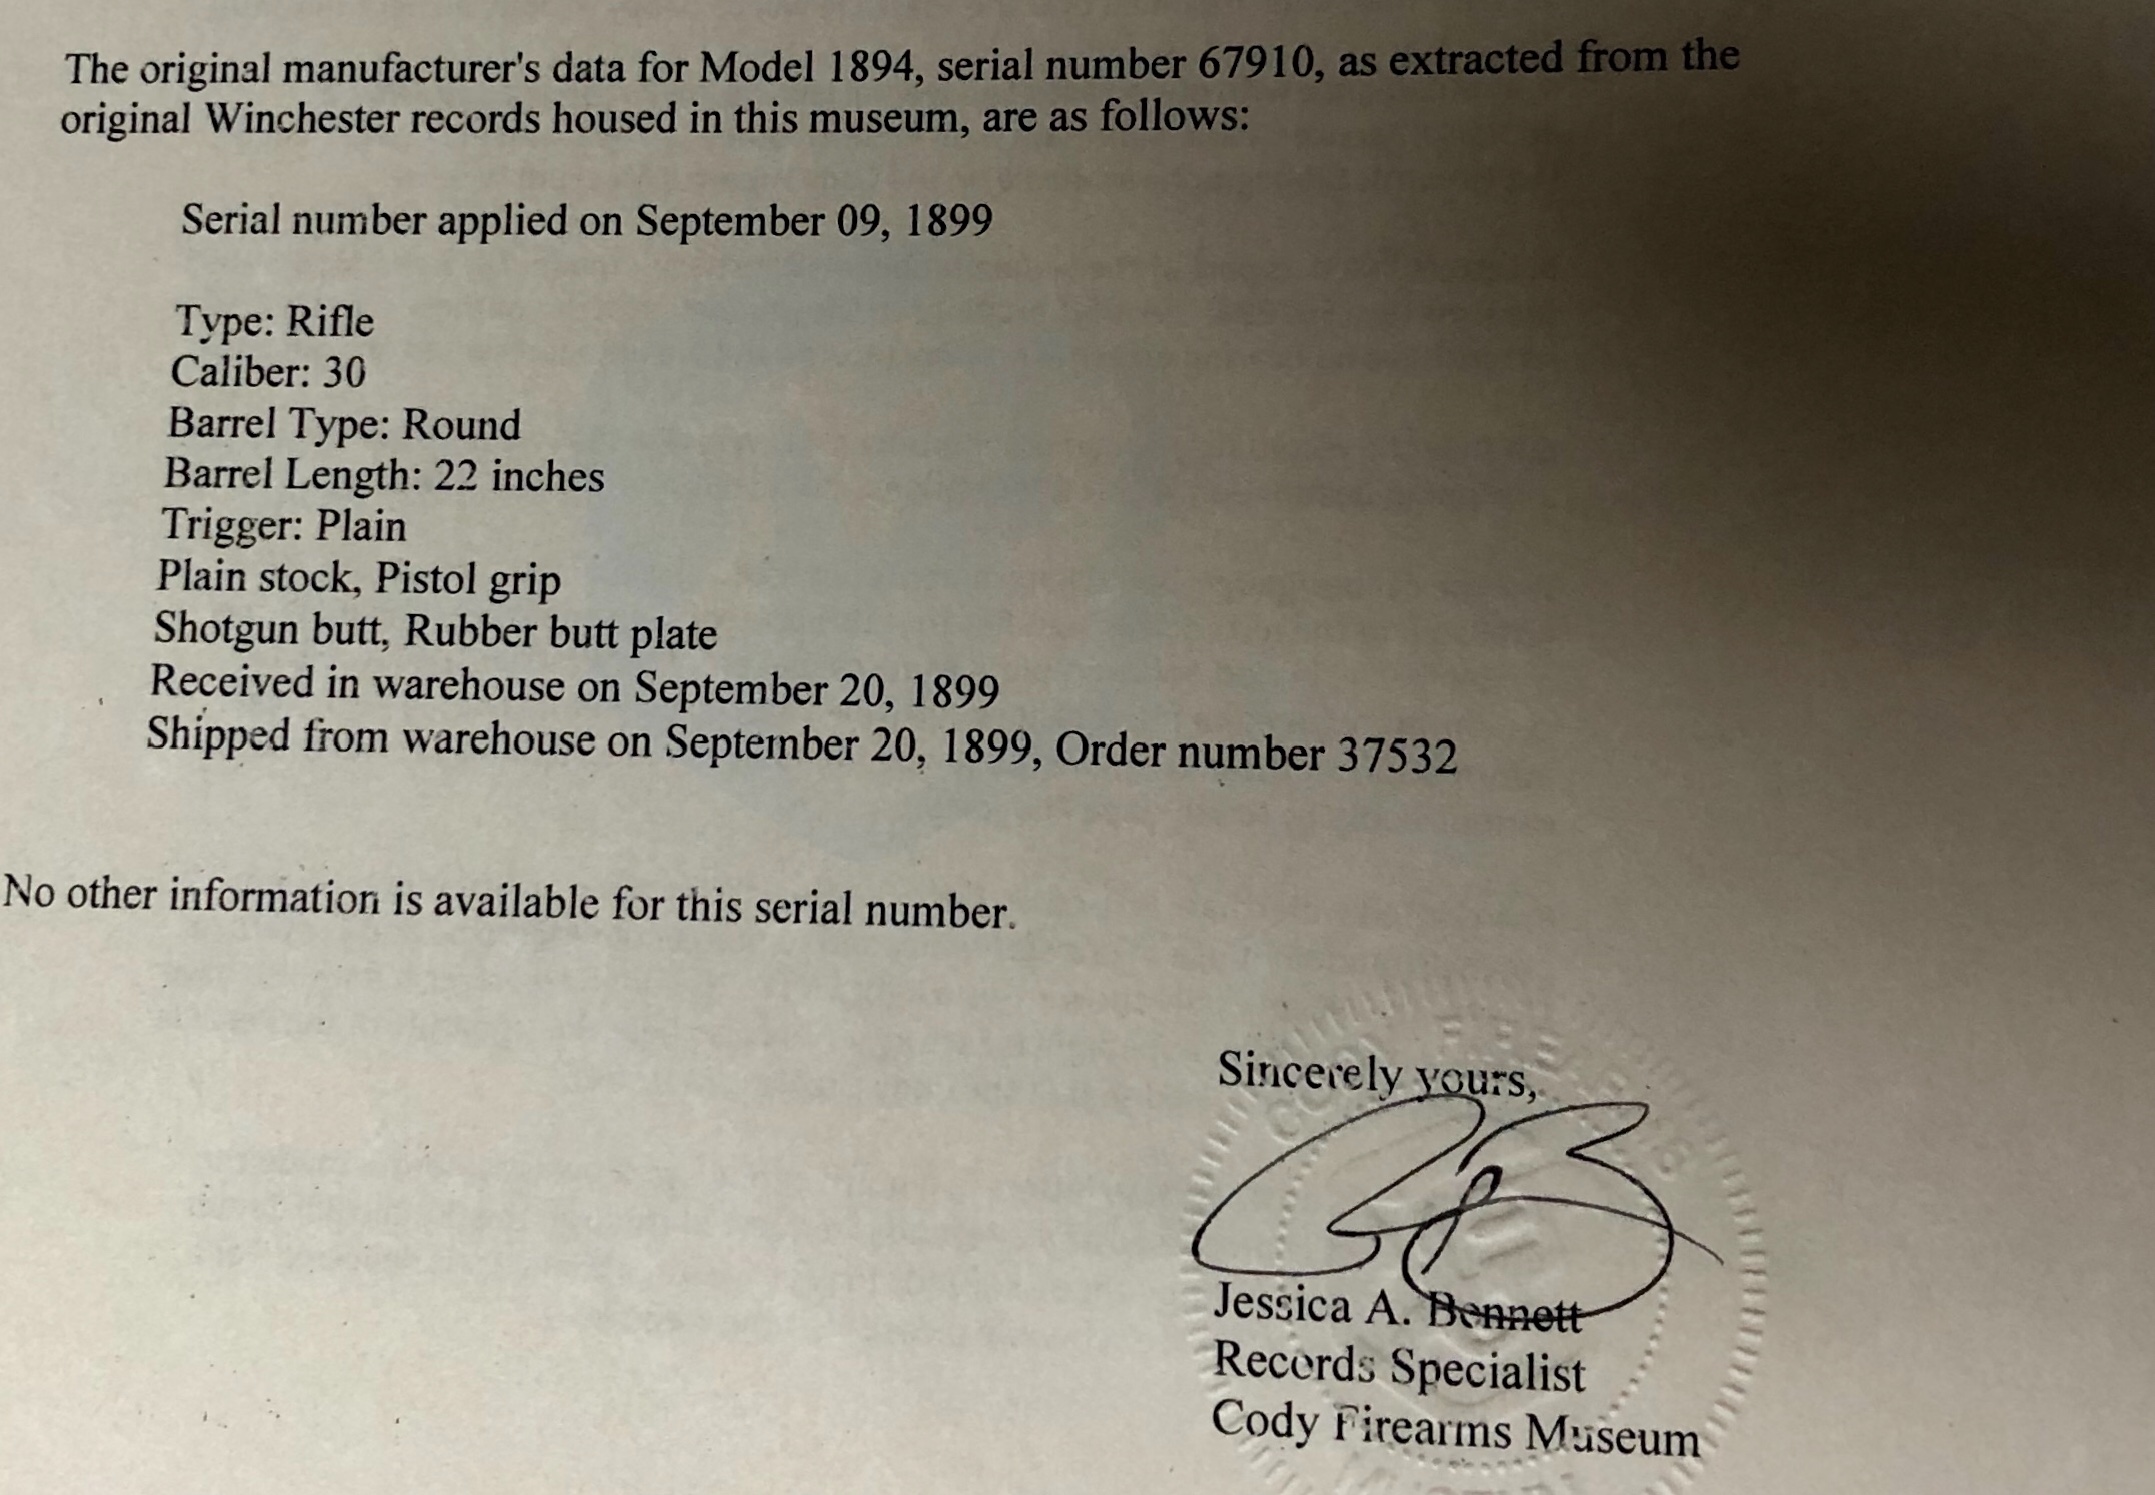 The original manufacturer's data for Model 1894, serial number 67910, as extracted from the
original Winchester records housed in this museum, are as follows:
Serial number applied on September 09, 1899
Type: Rifle
Caliber: 30
Barrel Type: Round
Barrel Length: 22 inches
Trigger: Plain
Plain stock, Pistol grip
Shotgun butt, Rubber butt plate
Received in warehouse on September 20, 1899
Shipped from warehouse on September 20, 1899, Order number 37532
No other information is available for this serial number.
Sincerely yours,
Jessica A. Bennett
Records Specialist
Cody Firearms Museum